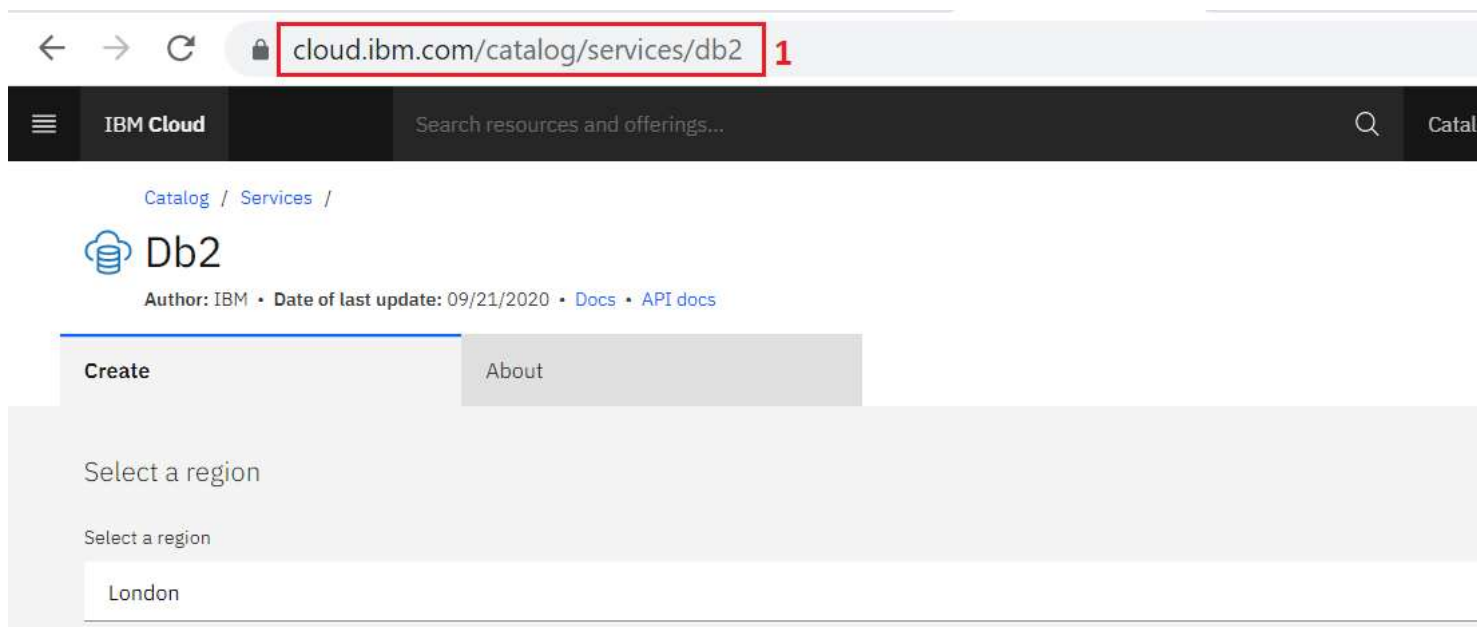 cloud.ibm.com/catalog/services/db2 1
IBM Cloud Search resources and offerings... Catal
Catalog / Services /
Db2
Author: IBM • Date of last update: 09/21/2020 • Docs • API docs
Create About
Select a region
Select a region
London